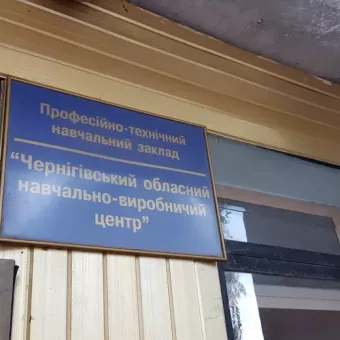 Професійно-технічний
навчальний заклад
“Чернігівський обласний
навчально-виробничий
центр”